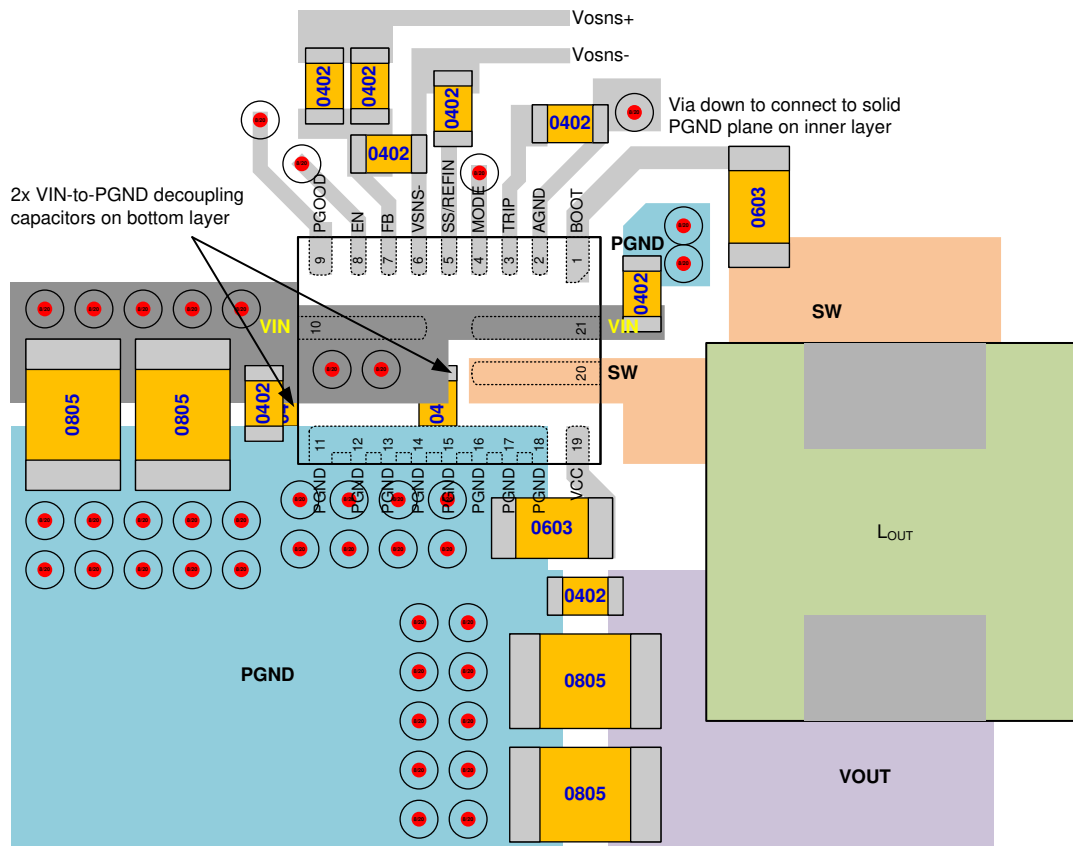 Vosns+
Vosns-
0402
0402
0402
0402
0402
Via down to connect to solid
PGND plane on inner layer
2x VIN-to-PGND decoupling
capacitors on bottom layer
PGOOD
EN
FB
VSNS-
SS/REFIN
MODE
TRIP
AGND
BOOT
0603
9
8
7
6
5
4
3
2
1
PGND
0402
SW
VIN
10
21
VIN
20
SW
0805
0805
0402
04
04
11
12
13
14
15
16
17
18
19
PGND
PGND
PGND
PGND
PGND
PGND
PGND
PGND
VCC
0603
LOUT
0402
PGND
0805
0805
VOUT